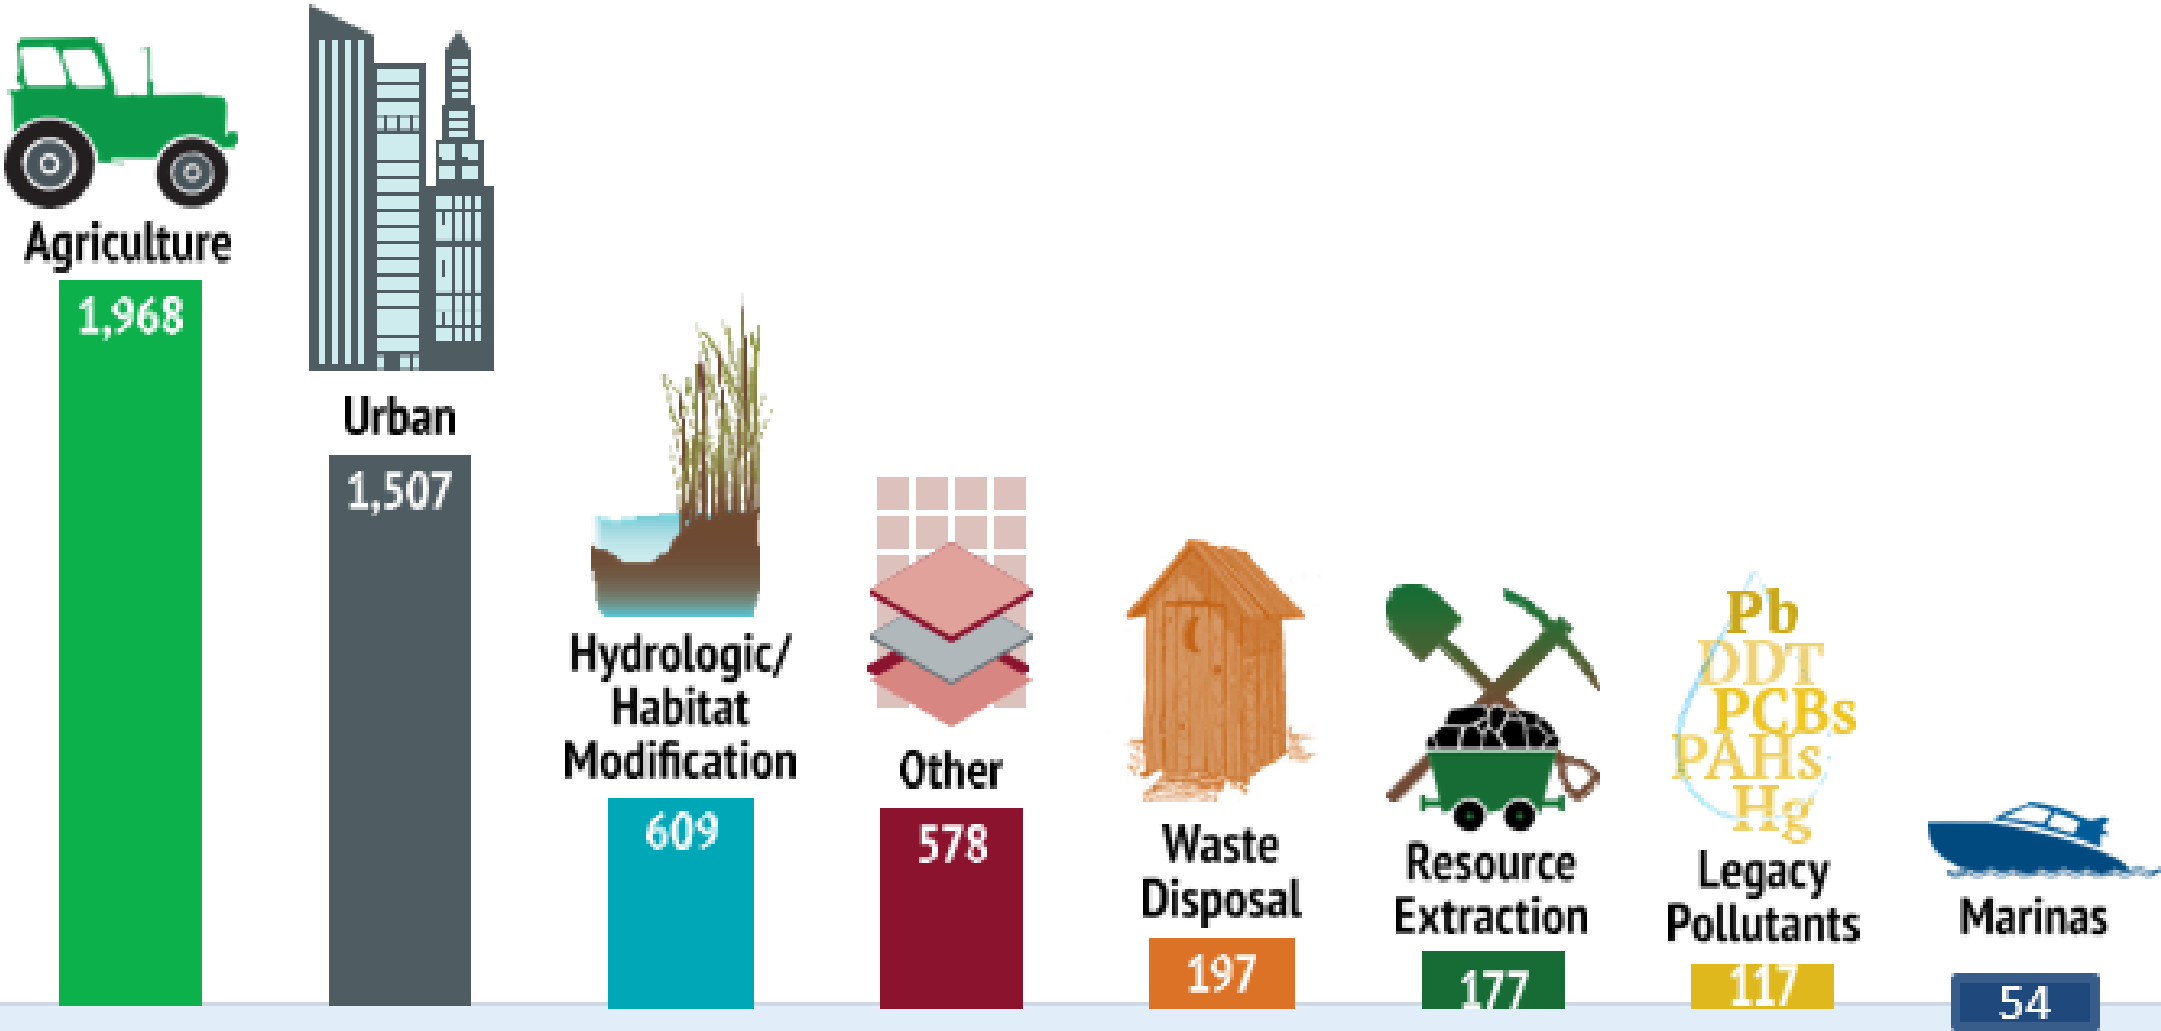 Agriculture
1,968
Urban
1,507
Hydrologic/
Habitat
Modification
609
Other
578
Waste
Disposal
197
Resource
Extraction
177
Pb
DDT
PCBs
PAHs
Hg
Legacy
Pollutants
117
Marinas
54